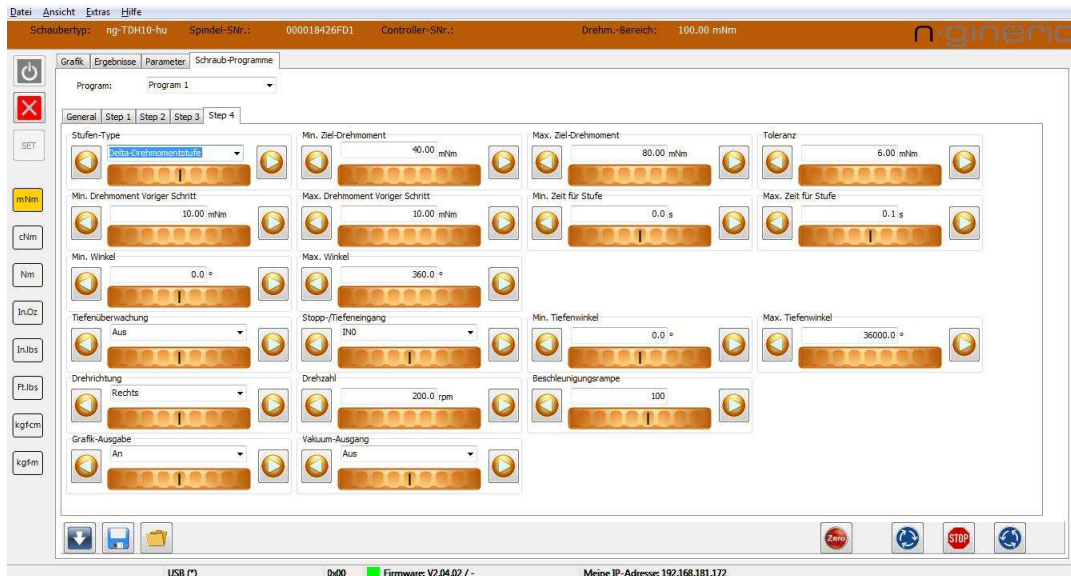 Datei Ansicht Extras Hilfe
Schaubertyp: ng-TDH10-hu Spindel-SNr.: 000018426FD1 Controller-SNr.: Drehm.-Bereich: 100.00 mNm n-gineric
Grafik Ergebnisse Parameter Schraub-Programme
Program: Program 1
General Step 1 Step 2 Step 3 Step 4
SET
mNm
cNm
Nm
In.Oz
In.lbs
Ft.lbs
kgfcm
kgfm
Stufen-Type Min. Ziel-Drehmoment Max. Ziel-Drehmoment Toleranz
Delta-Drehmomentstufe 40.00 mNm 80.00 mNm 6.00 mNm
Min. Drehmoment Voriger Schritt Max. Drehmoment Voriger Schritt Min. Zeit für Stufe Max. Zeit für Stufe
10.00 mNm 10.00 mNm 0.0 s 0.1 s
Min. Winkel Max. Winkel
0.0 ° 360.0 °
Tiefenüberwachung Stopp-/Tiefeneingang Min. Tiefenwinkel Max. Tiefenwinkel
Aus IN0 0.0 ° 36000.0 °
Drehrichtung Drehzahl Beschleunigungsrampe
Rechts 200.0 rpm 100
Grafik-Ausgabe Vakuum-Ausgang
An Aus
Zero STOP
USB (*) 0x00 Firmware: V2.04.02 / - Meine IP-Adresse: 192.168.181.172